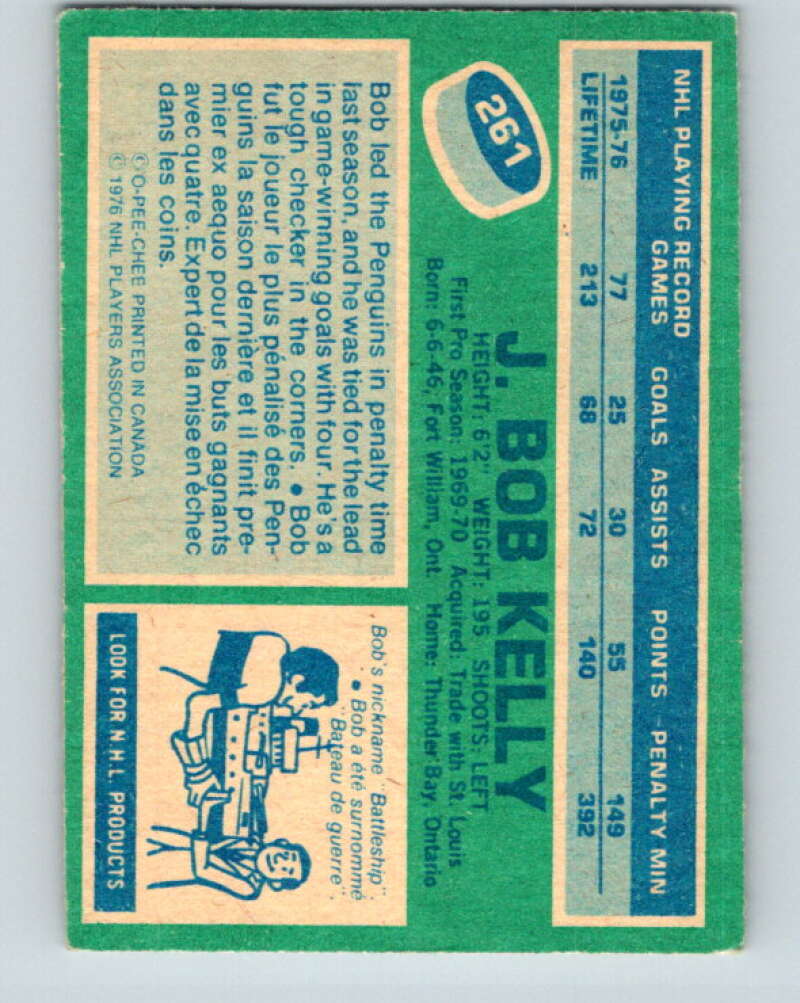 NHL PLAYING RECORD
GAMES GOALS ASSISTS POINTS PENALTY MIN
1975-76 77 25 30 55 149
LIFETIME 213 68 72 140 392
261
J. BOB KELLY
HEIGHT: 6'2" WEIGHT: 195 SHOOTS: LEFT
First Pro Season: 1969-70 Acquired: Trade with St. Louis
Born: 6-6-46, Fort William, Ont. Home: Thunder Bay, Ontario
Bob led the Penguins in penalty time
last season, and he was tied for the lead
in game-winning goals with four. He's a
tough checker in the corners. • Bob
fut le joueur le plus pénalisé des Pen-
guins la saison dernière et il finit pre-
mier ex aequo pour les buts gagnants
avec quatre. Expert de la mise en échec
dans les coins.
© O-PEE-CHEE PRINTED IN CANADA
© 1976 NHL PLAYERS ASSOCIATION
Bob's nickname "Battleship".
• Bob a été surnommé
"Bateau de guerre".
LOOK FOR N.H.L. PRODUCTS